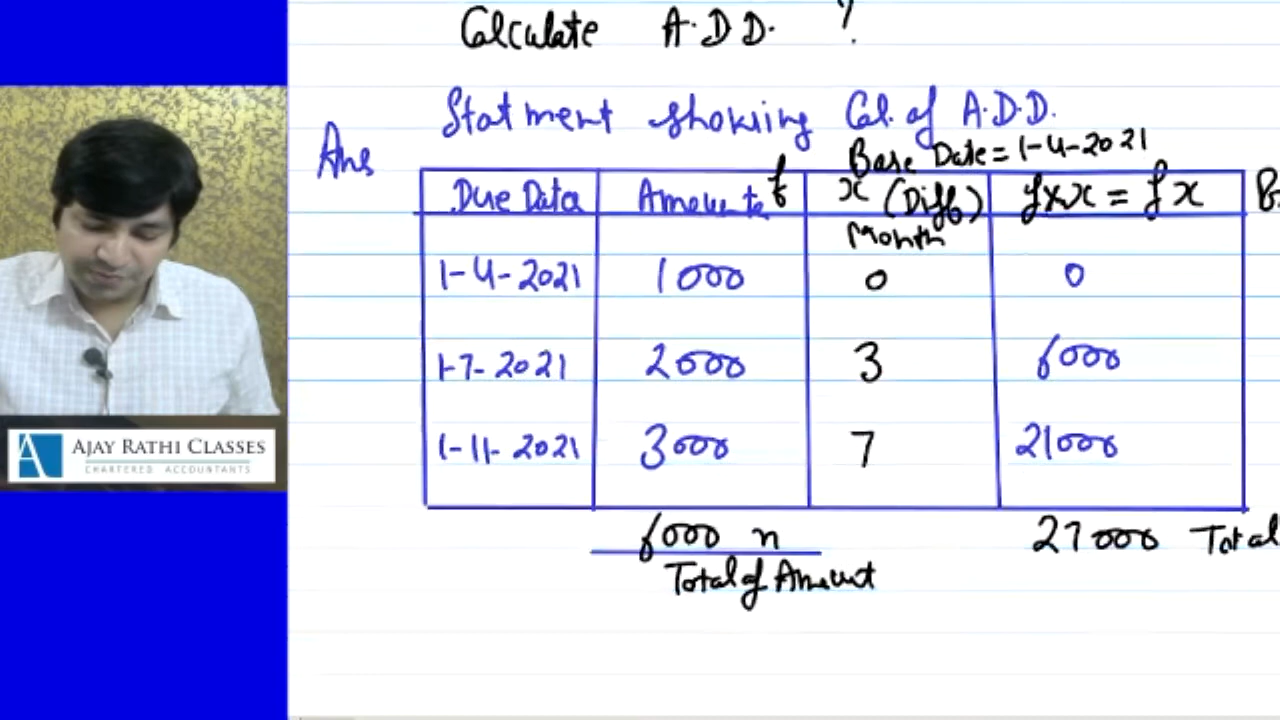 Calculate A.D.D. ?
Statment showing Cal. of A.D.D.
Ans
Base Date = 1-4-2021
Due Date Amount f x (Diff) f×x = fx
Month
1-4-2021 1000 0 0
1-7-2021 2000 3 6000
1-11-2021 3000 7 21000
6000 n 27000 Total
Total of Amount
AJAY RATHI CLASSES
CHARTERED ACCOUNTANTS